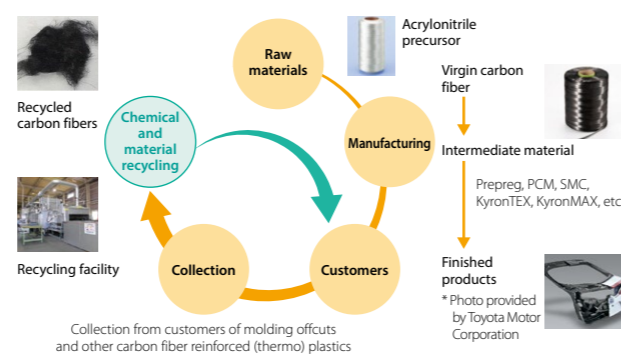 Acrylonitrile
precursor
Raw
materials
Virgin carbon
fiber
Recycled
carbon fibers
Chemical
and
material
recycling
Manufacturing
Intermediate material
Prepreg, PCM, SMC,
KyronTEX, KyronMAX, etc
Recycling facility
Collection
Customers
Finished
products
* Photo provided
by Toyota Motor
Corporation
Collection from customers of molding offcuts
and other carbon fiber reinforced (thermo) plastics